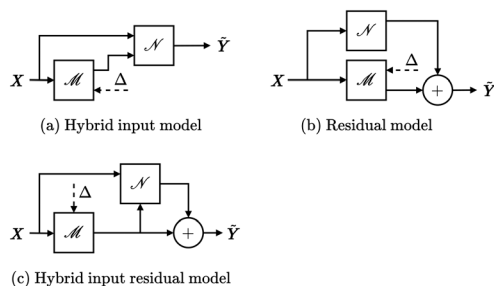 X
𝓜
Δ
𝓝
Ỹ
(a) Hybrid input model
X
𝓝
𝓜
Δ
+
Ỹ
(b) Residual model
X
Δ
𝓜
𝓝
+
Ỹ
(c) Hybrid input residual model